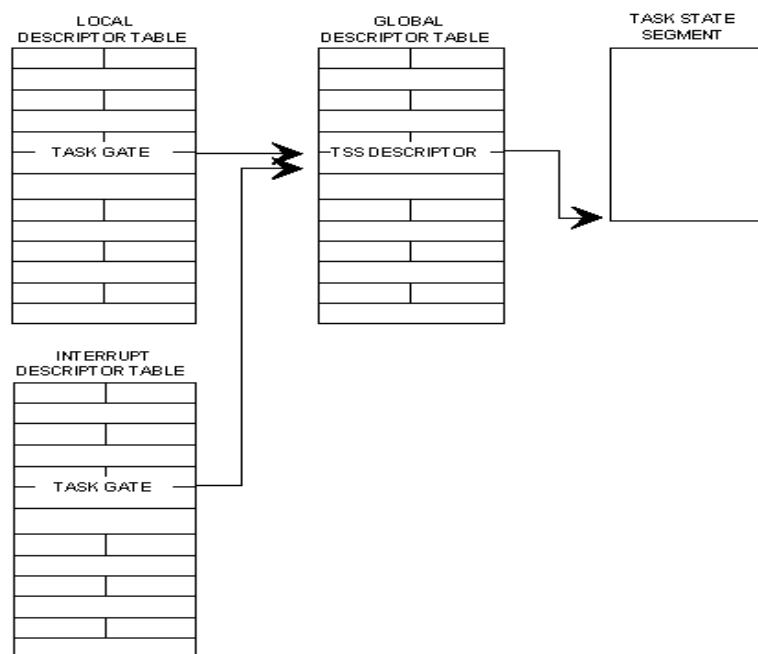 LOCAL
DESCRIPTOR TABLE
GLOBAL
DESCRIPTOR TABLE
TASK STATE
SEGMENT
TASK GATE
TSS DESCRIPTOR
INTERRUPT
DESCRIPTOR TABLE
TASK GATE